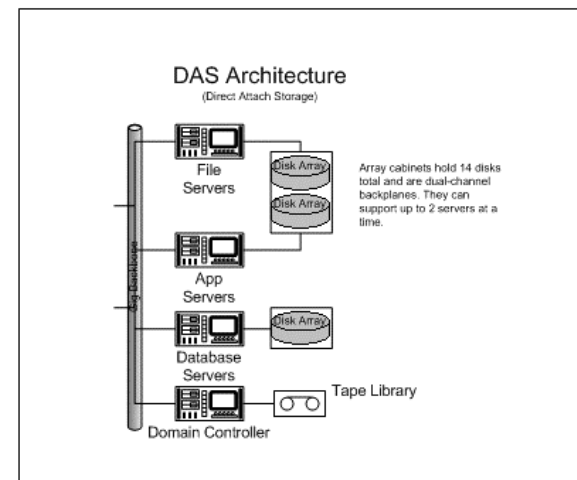 DAS Architecture
(Direct Attach Storage)
File
Servers
Disk Array
Disk Array
Array cabinets hold 14 disks
total and are dual-channel
backplanes. They can
support up to 2 servers at a
time.
Gig Backbone
App
Servers
Disk Array
Database
Servers
Tape Library
Domain Controller